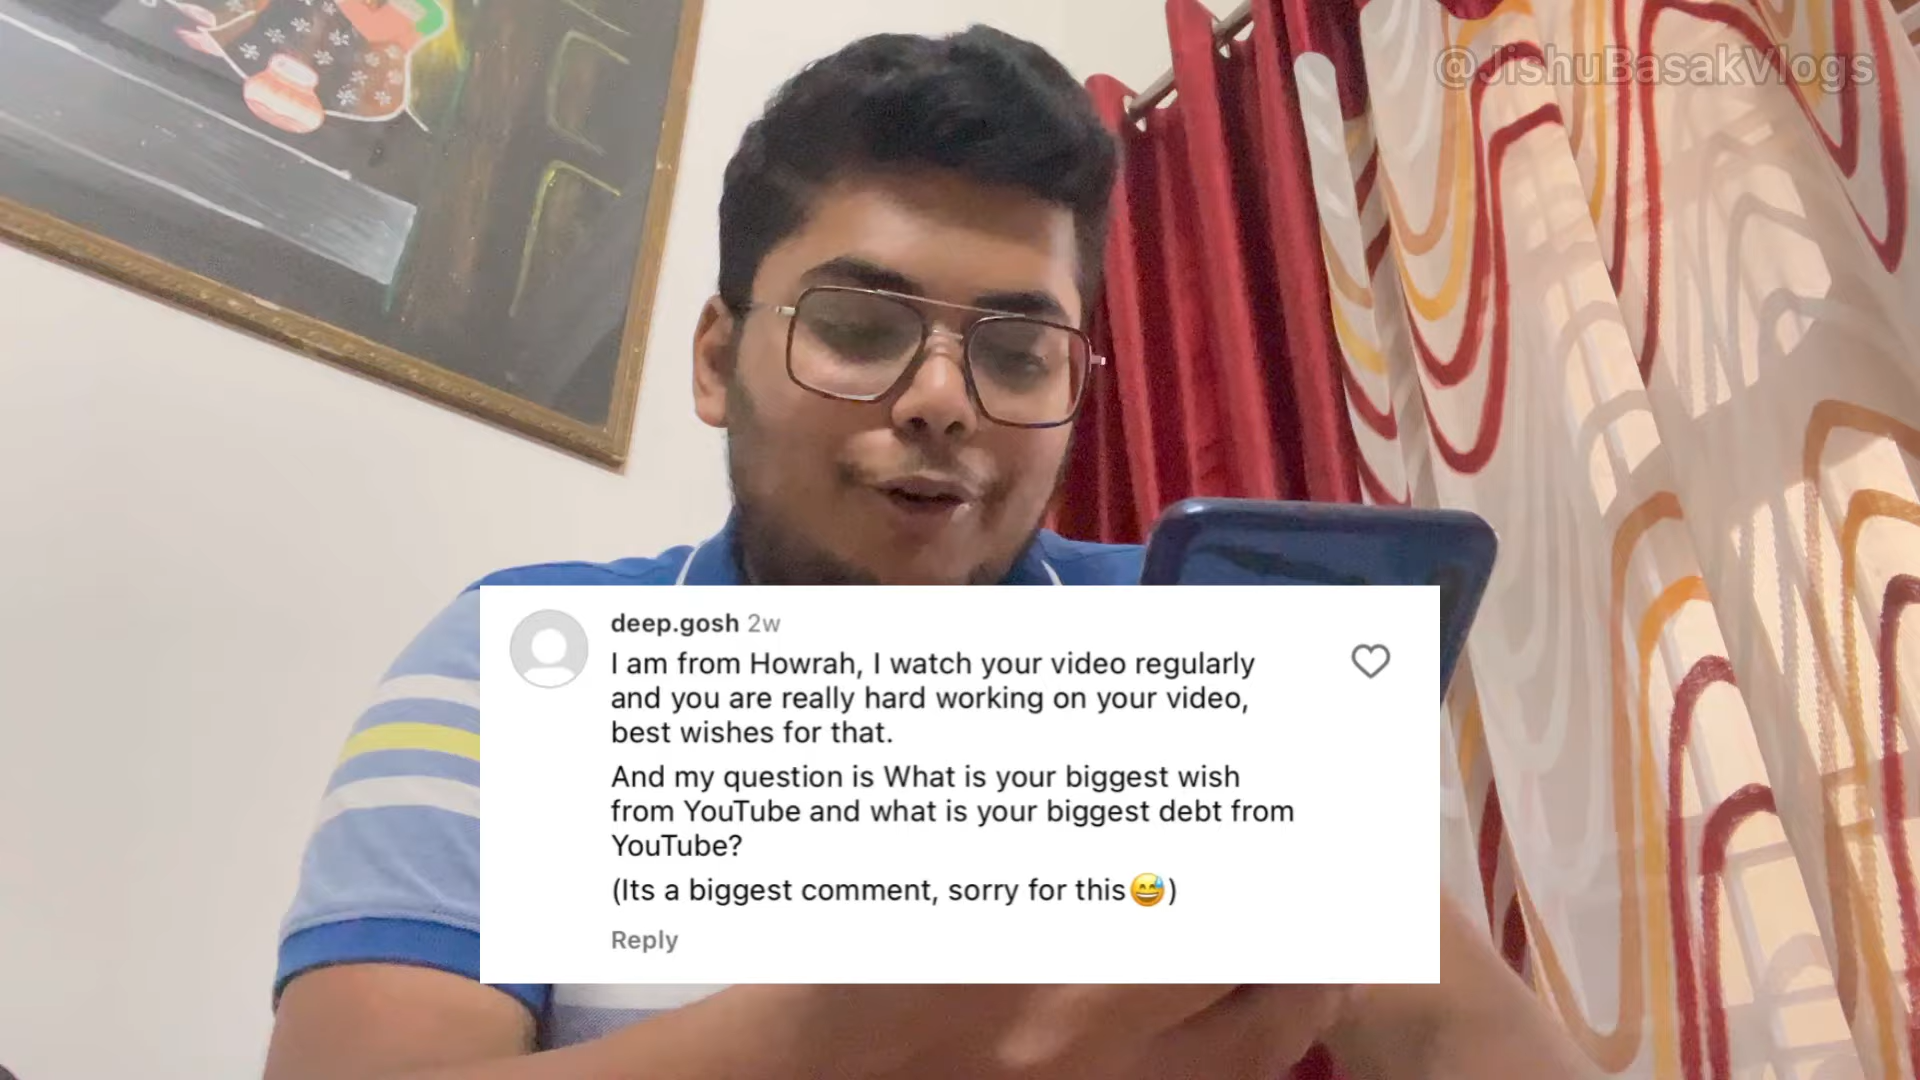 @JishuBasakVlogs
deep.gosh 2w
I am from Howrah, I watch your video regularly
and you are really hard working on your video,
best wishes for that.
And my question is What is your biggest wish
from YouTube and what is your biggest debt from
YouTube?
(Its a biggest comment, sorry for this😅)
Reply